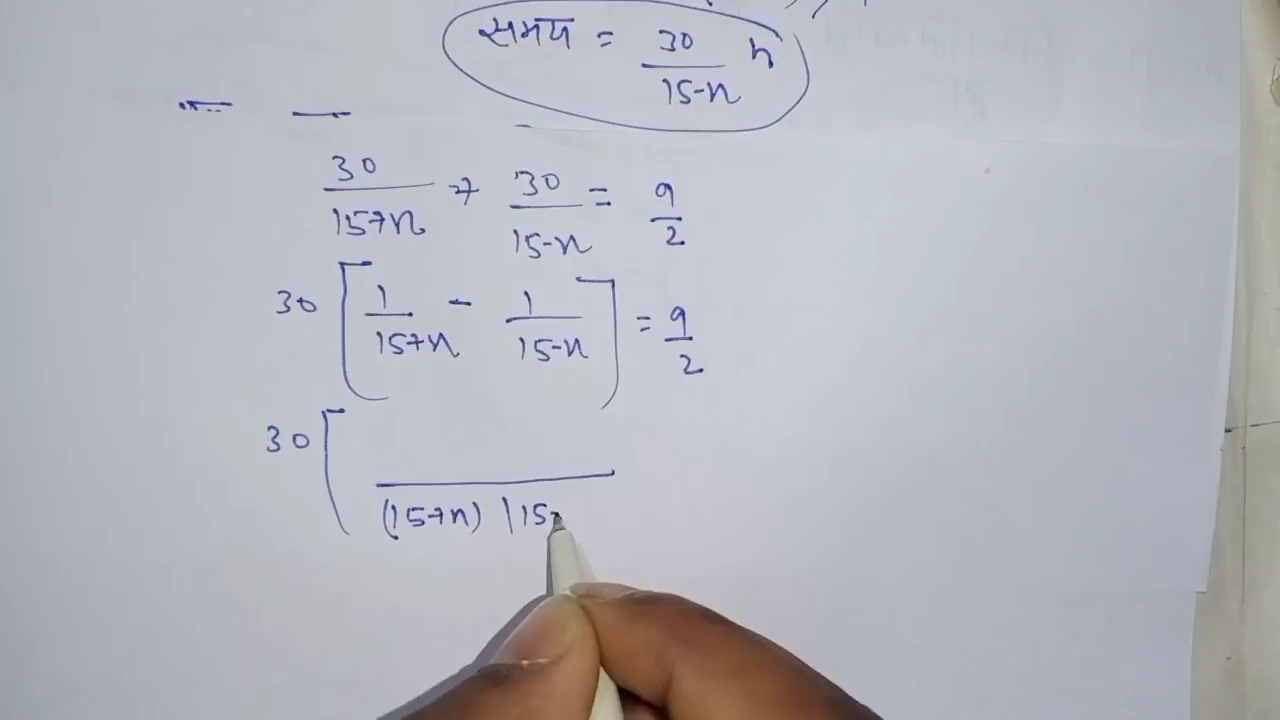 समय = 30/15-x h
30/15+x + 30/15-x = 9/2
30 [1/15+x - 1/15-x] = 9/2
30 [ /(15+x) (15-